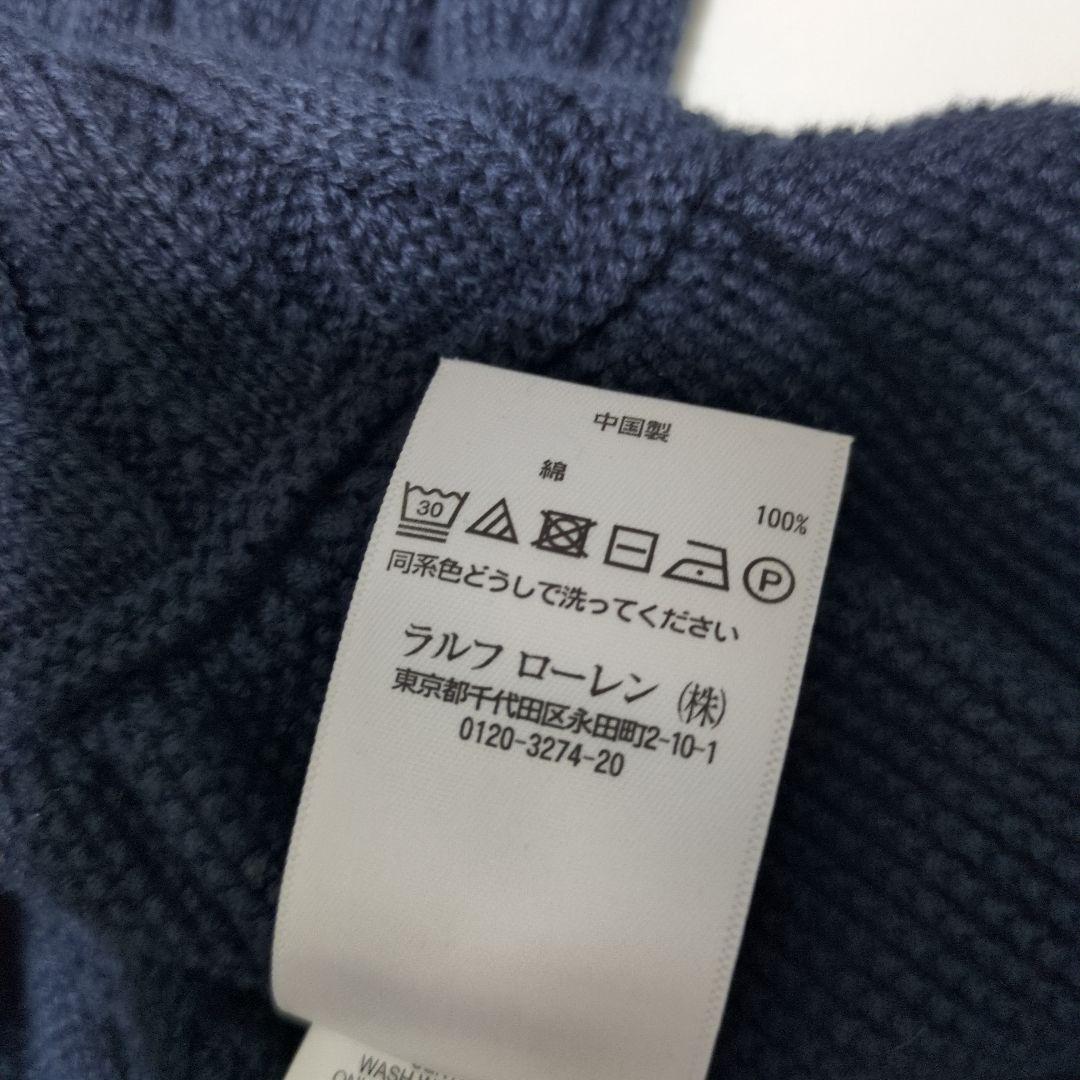 中国製
綿 100%
30 P
同系色どうしで洗ってください
ラルフ ローレン (株)
東京都千代田区永田町2-10-1
0120-3274-20
WASH